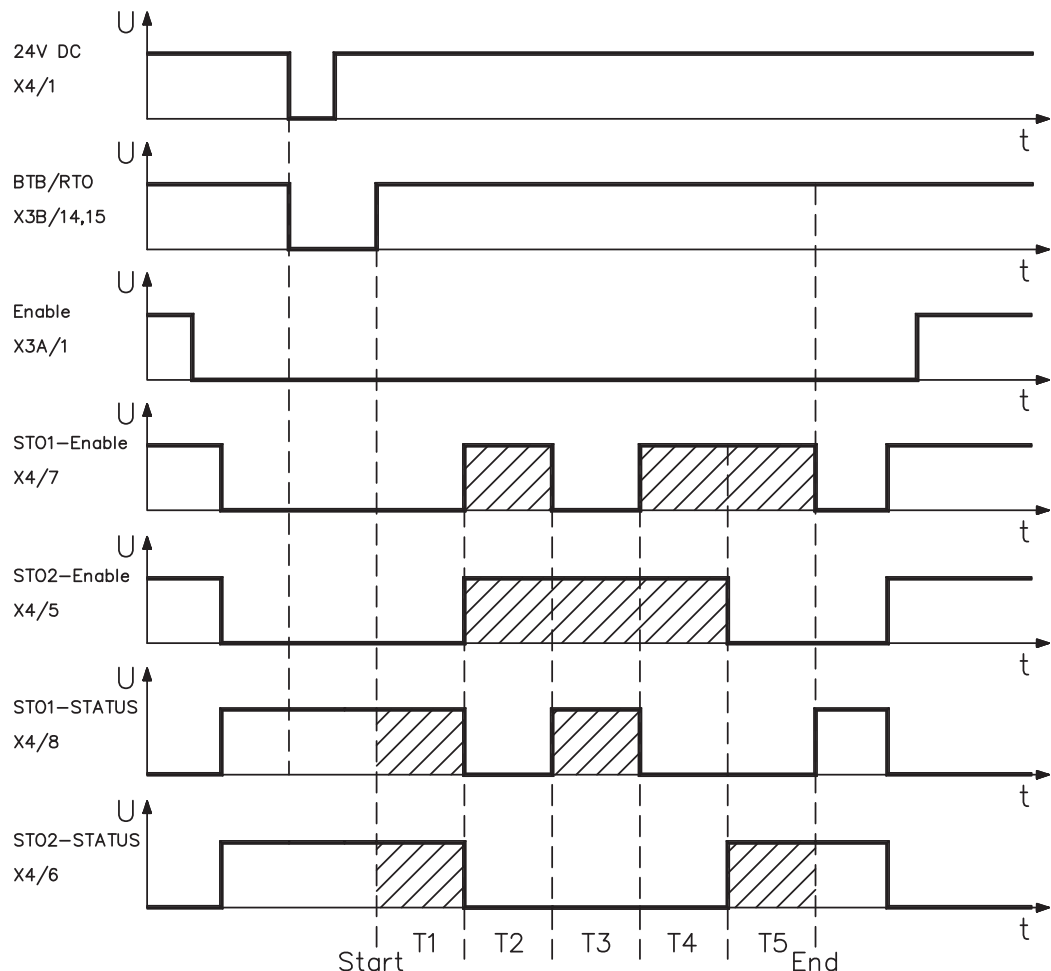 U
24V DC
X4/1
t
U
BTB/RTO
X3B/14,15
t
U
Enable
X3A/1
t
U
STO1-Enable
X4/7
t
U
STO2-Enable
X4/5
t
U
STO1-STATUS
X4/8
t
U
STO2-STATUS
X4/6
t
T1 T2 T3 T4 T5
Start End